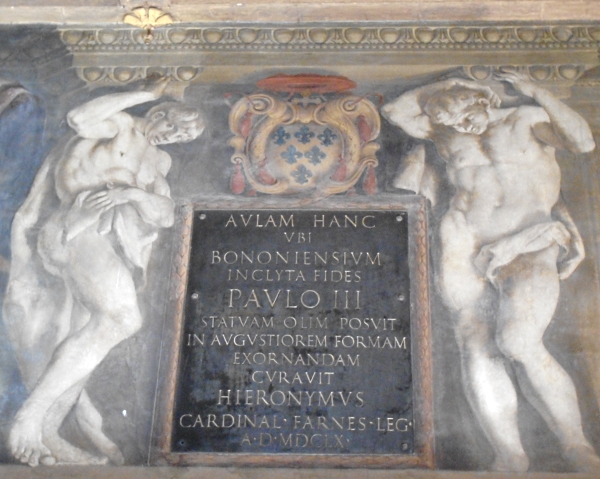 AVLAM HANC
VBI
BONONIENSIVM
INCLYTA FIDES
PAVLO III
STATVAM OLIM POSVIT
IN AVGVSTIOREM FORMAM
EXORNANDAM
CVRAVIT
HIERONYMVS
CARDINAL·FARNES·LEG·
A·D·MDCLX·